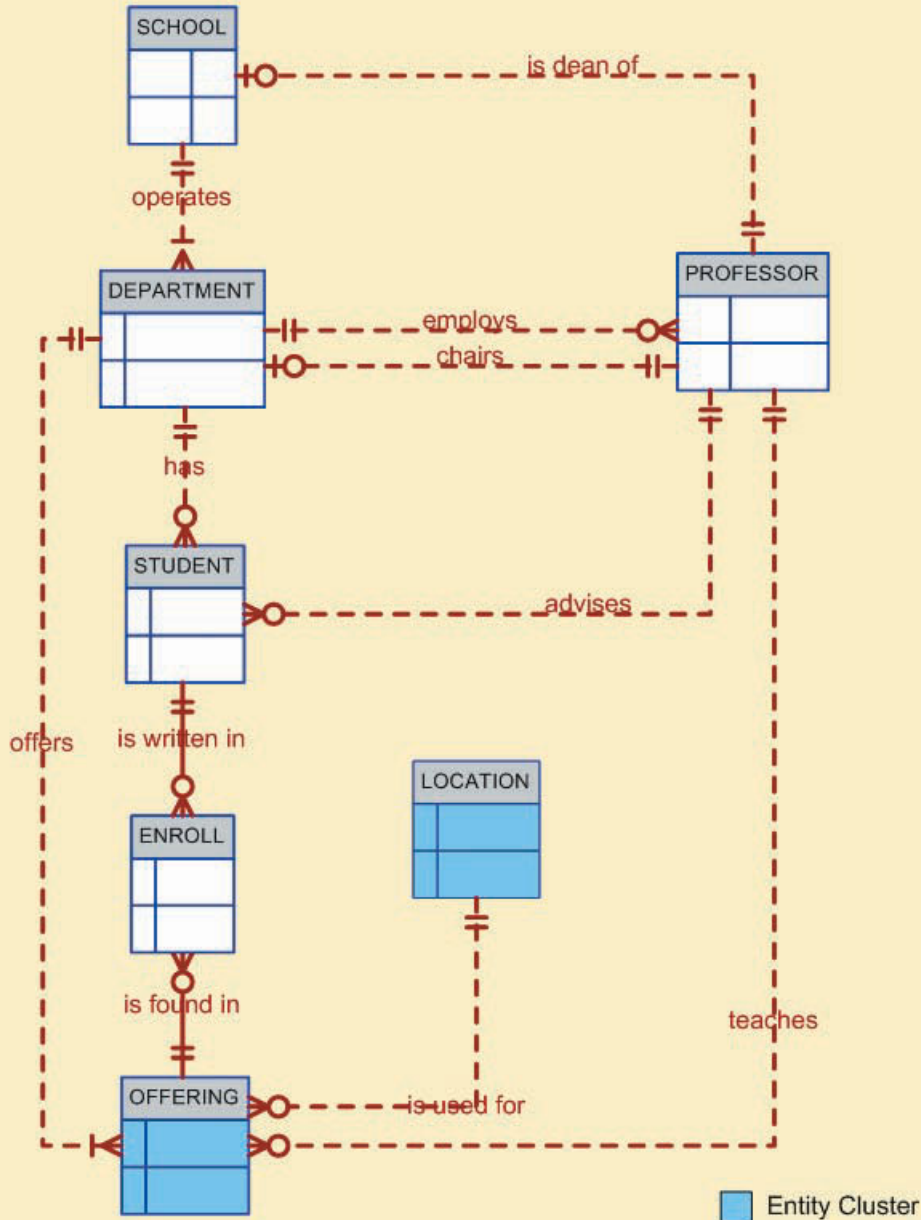 SCHOOL
is dean of
operates
PROFESSOR
DEPARTMENT
employs
chairs
has
STUDENT
advises
offers
is written in
LOCATION
ENROLL
is found in
teaches
OFFERING
is used for
Entity Cluster